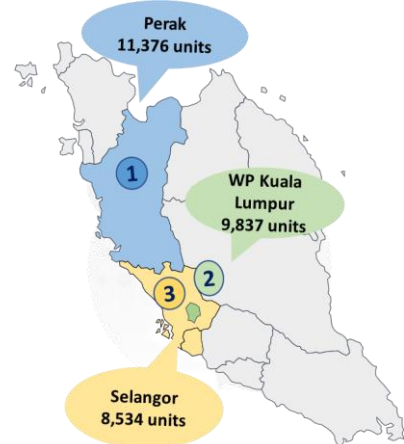 Perak
11,376 units
1
WP Kuala
Lumpur
9,837 units
2
3
Selangor
8,534 units